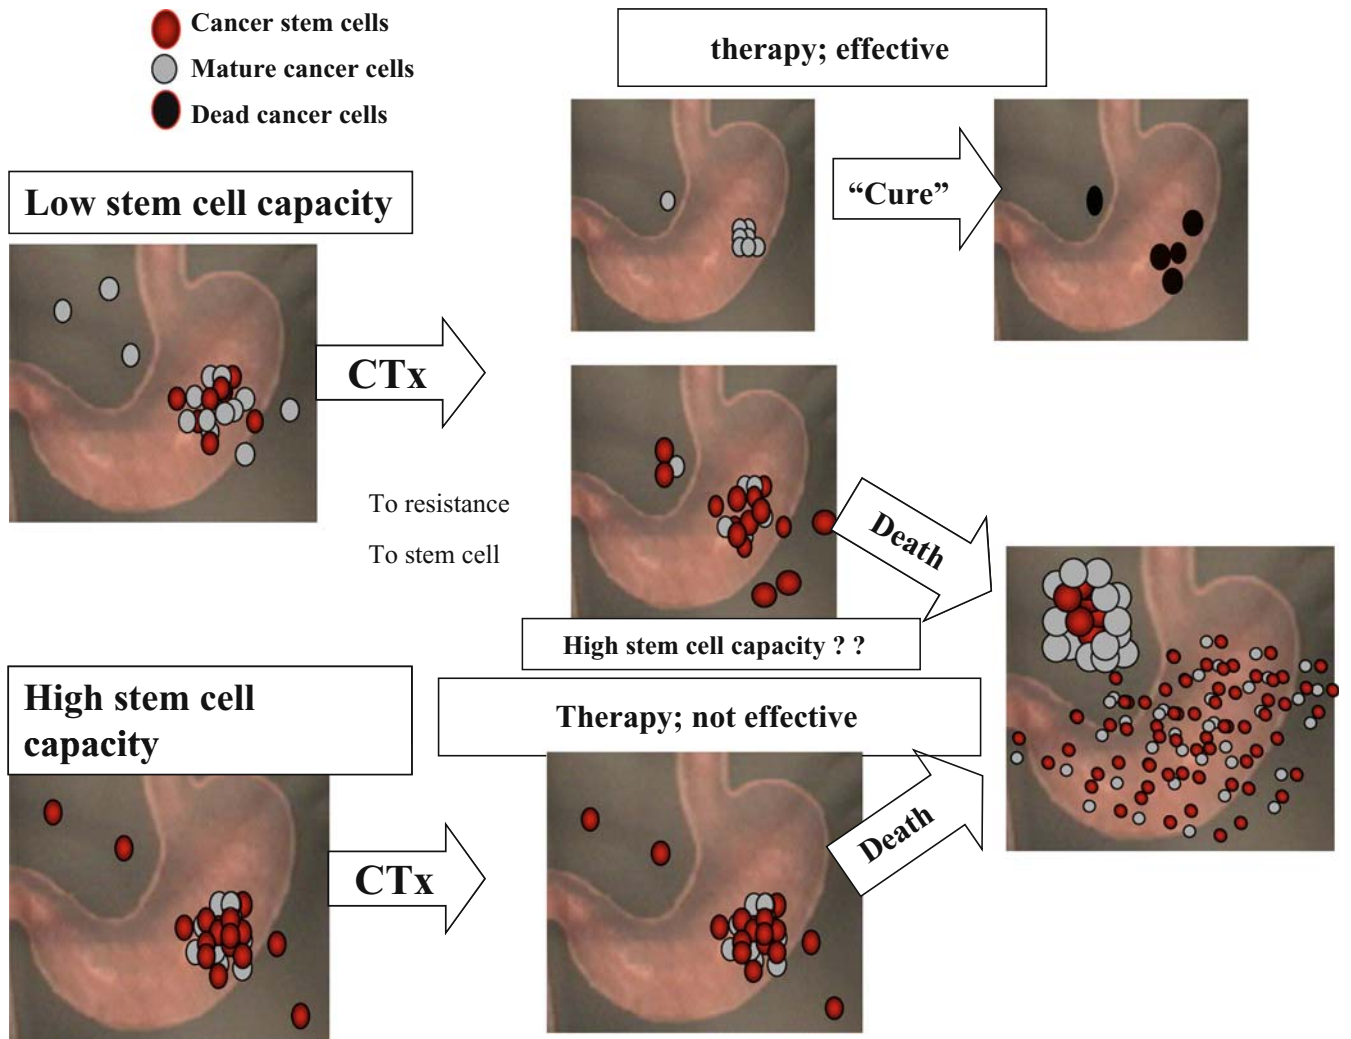 Cancer stem cells
Mature cancer cells
Dead cancer cells
therapy; effective
Low stem cell capacity
“Cure”
CTx
To resistance
To stem cell
Death
High stem cell capacity ? ?
High stem cell
capacity
Therapy; not effective
CTx
Death